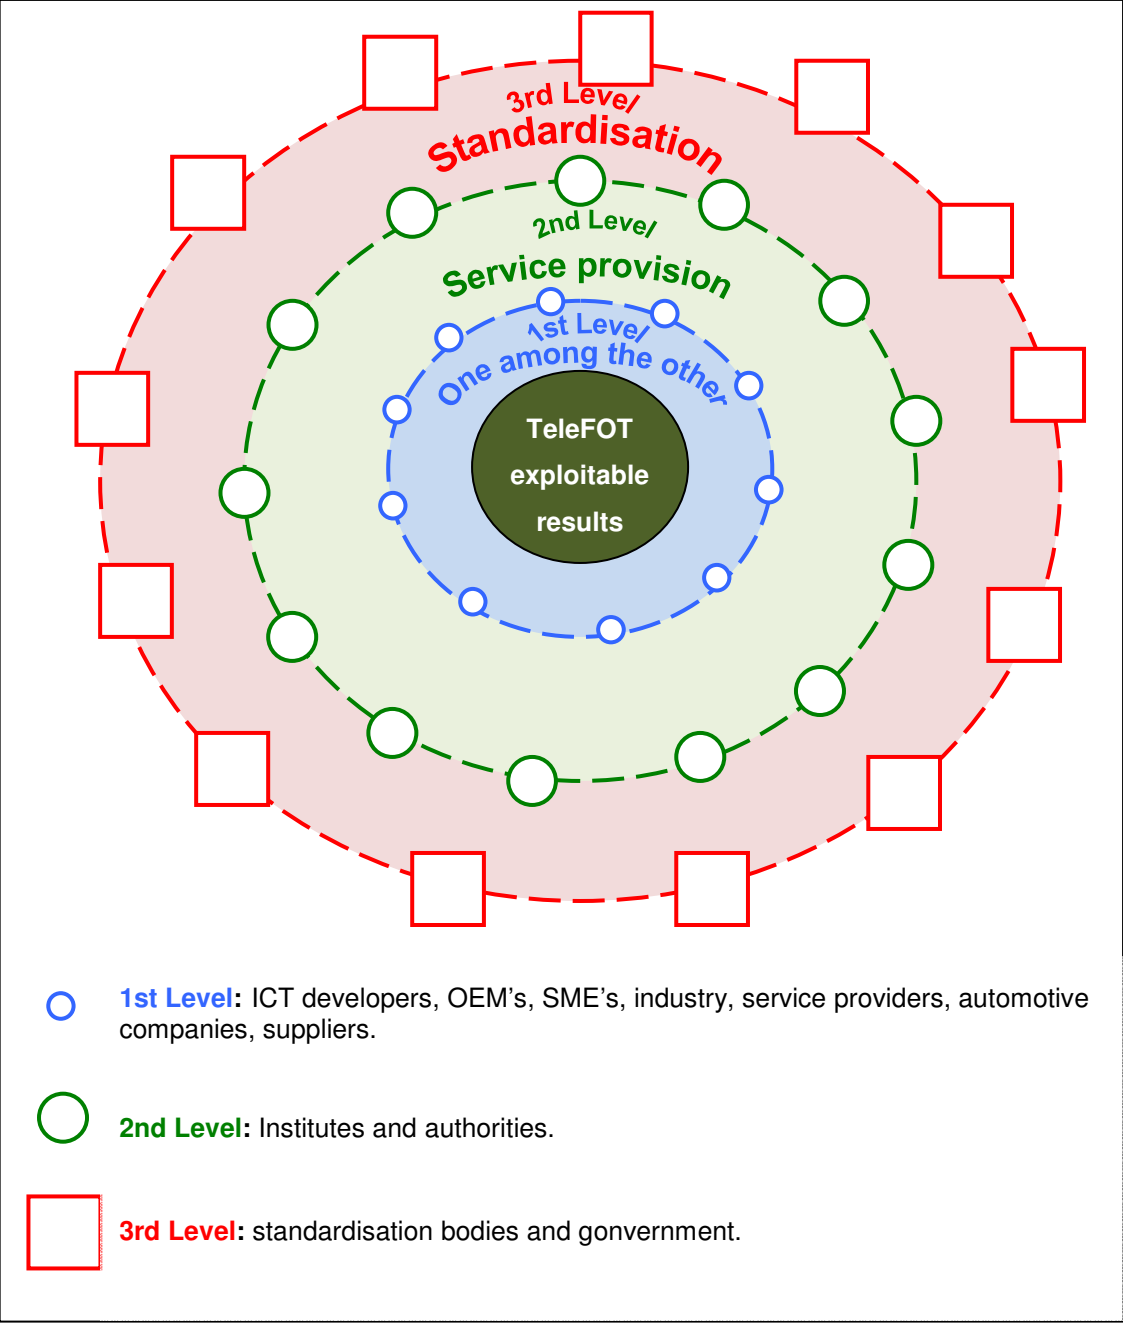 3rd Level
Standardisation
2nd Level
Service provision
1st Level
One among the other
TeleFOT
exploitable
results
1st Level: ICT developers, OEM’s, SME’s, industry, service providers, automotive
companies, suppliers.
2nd Level: Institutes and authorities.
3rd Level: standardisation bodies and gonvernment.